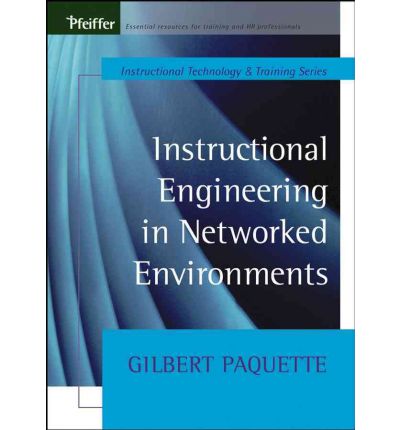 Pfeiffer
Essential resources for training and HR professionals
Instructional Technology & Training Series
Instructional
Engineering
in Networked
Environments
GILBERT PAQUETTE